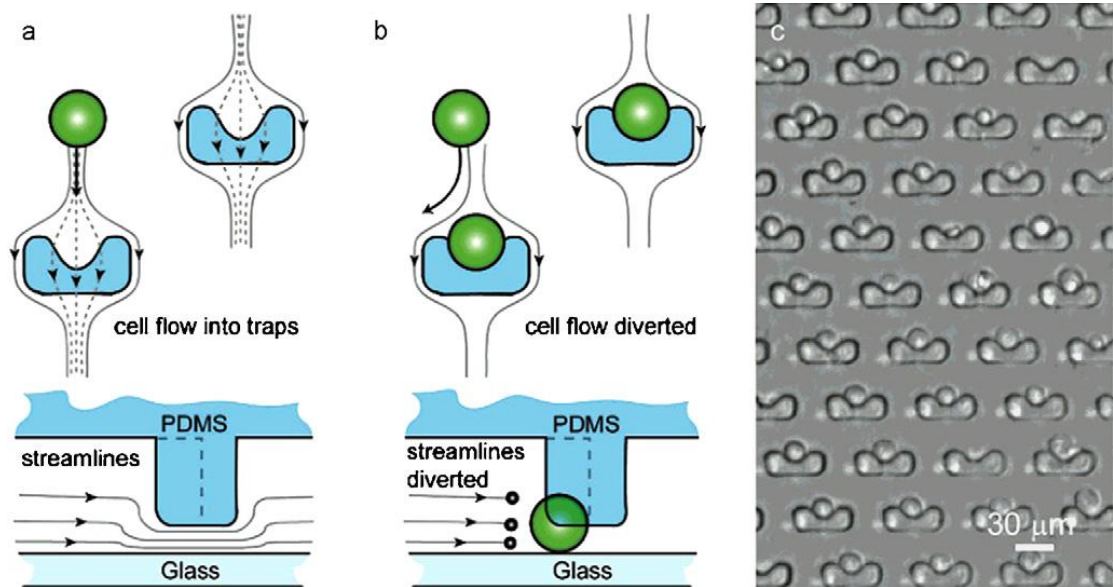 a
cell flow into traps
PDMS
streamlines
Glass
b
cell flow diverted
PDMS
streamlines
diverted
Glass
c
30 μm